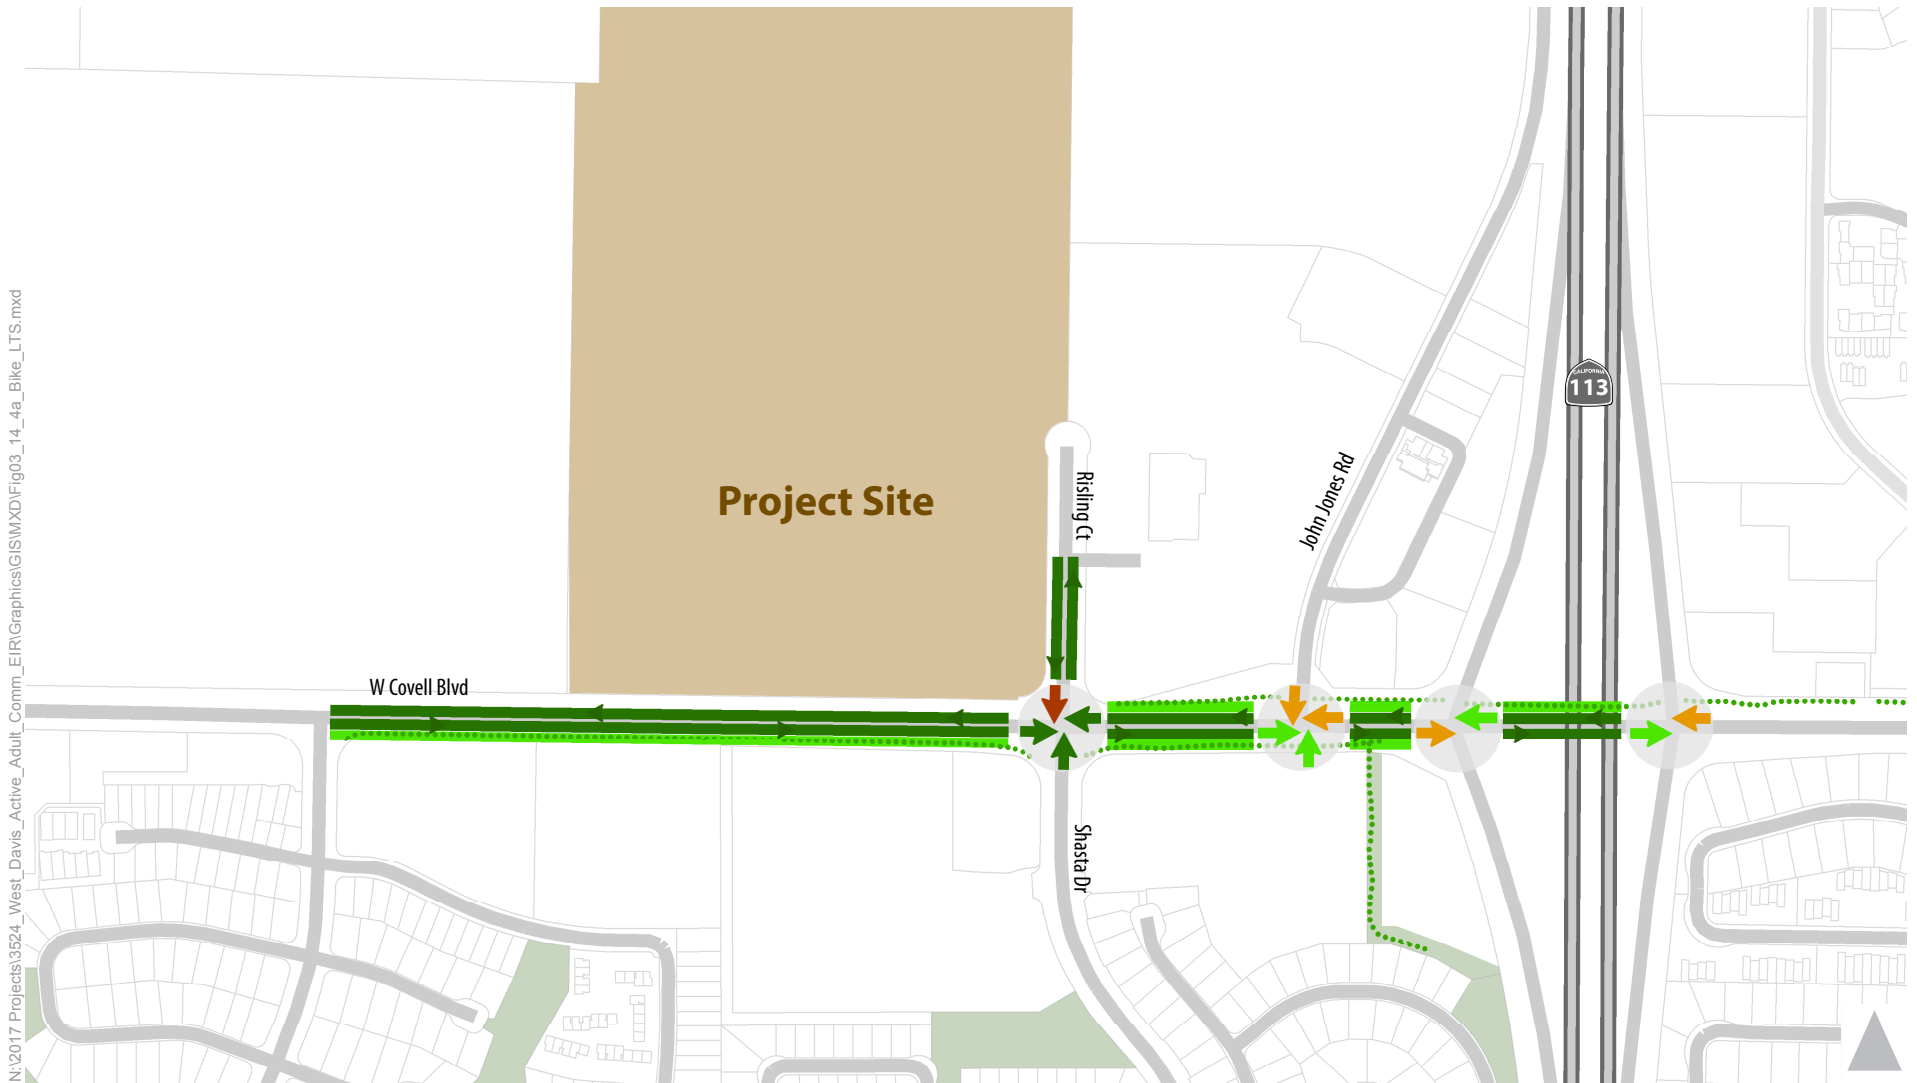 CALIFORNIA
113
Project Site
Risling Ct
John Jones Rd
W Covell Blvd
Shasta Dr
N:\2017 Projects\3524_West_Davis_Active_Adult_Comm_EIR\Graphics\GIS\MXD\Fig03_14_4a_Bike_LTS.mxd